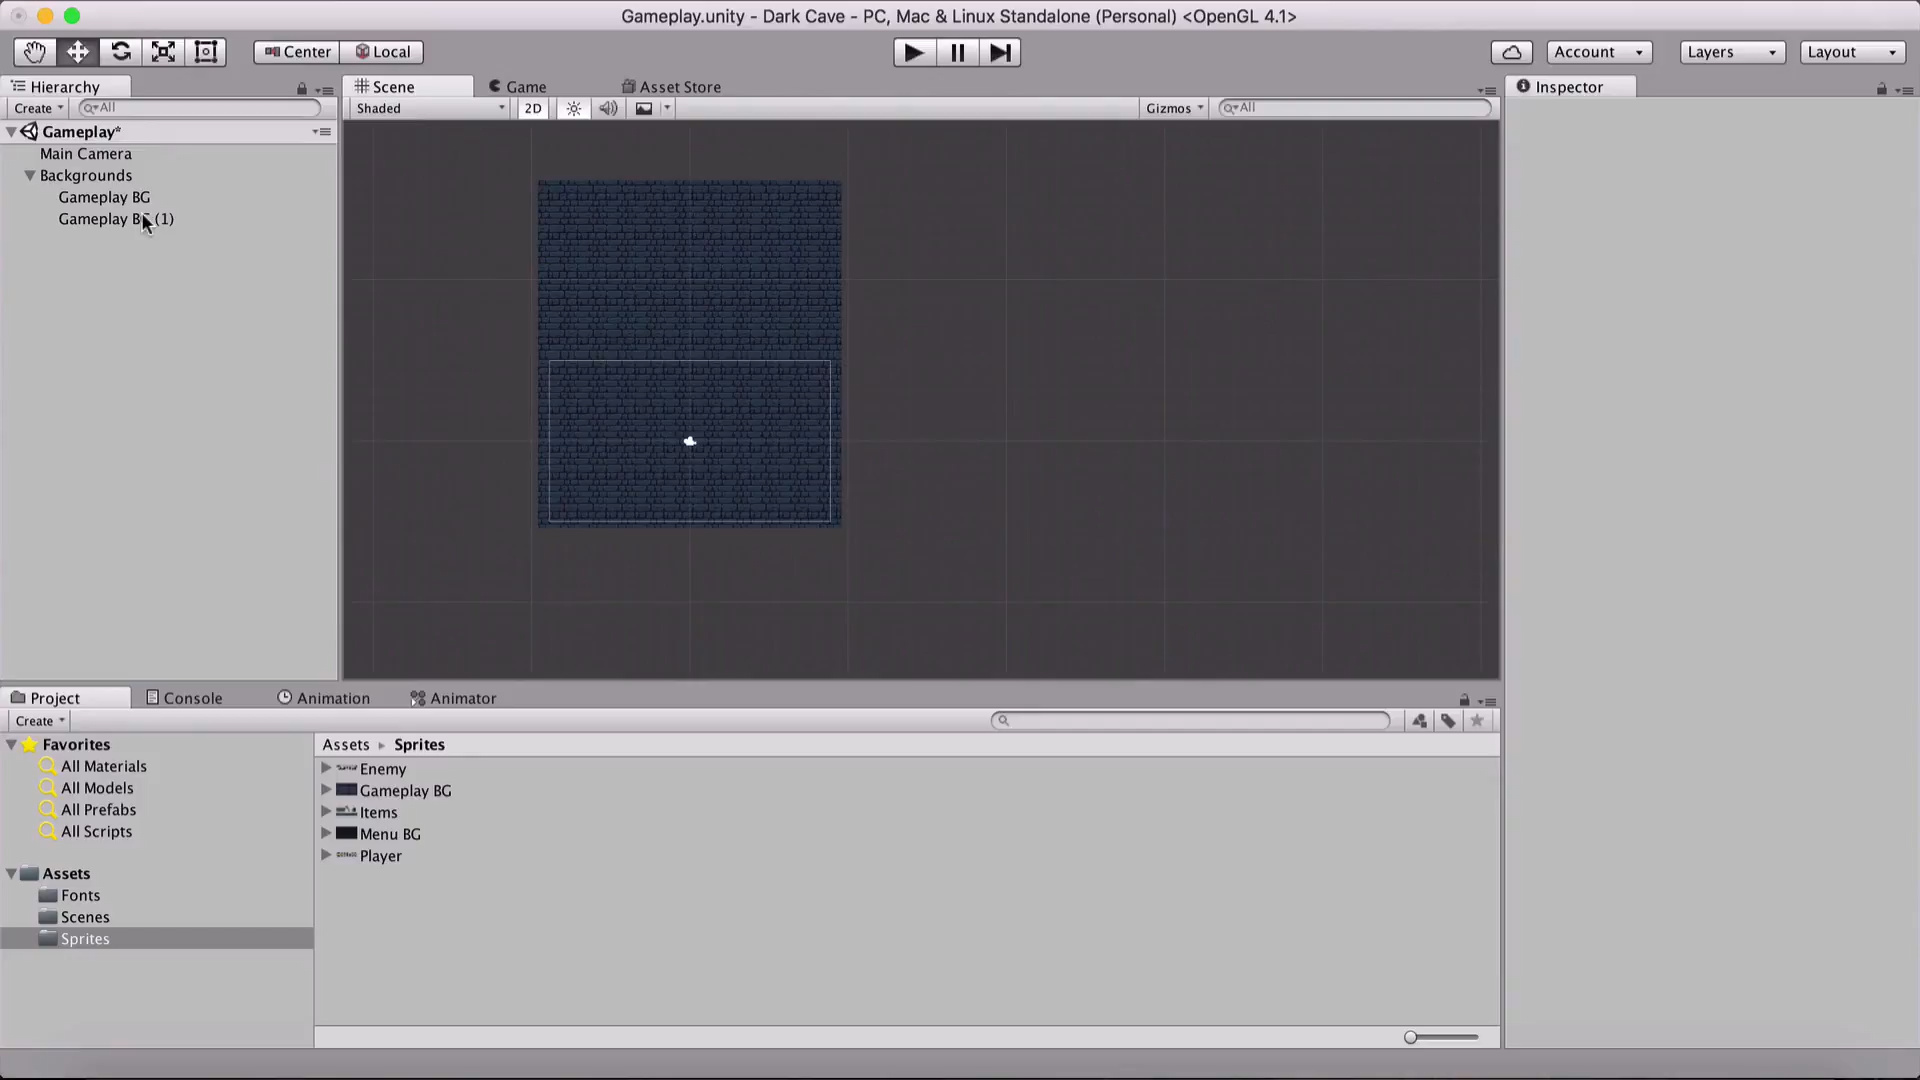 Gameplay.unity - Dark Cave - PC, Mac & Linux Standalone (Personal) <OpenGL 4.1>
Center Local Account Layers Layout
Hierarchy Scene Game Asset Store Inspector
Create All Shaded 2D Gizmos All
Gameplay*
Main Camera
Backgrounds
Gameplay BG
Gameplay B (1)
Project Console Animation Animator
Create
Favorites
All Materials
All Models
All Prefabs
All Scripts
Assets
Fonts
Scenes
Sprites
Assets Sprites
Enemy
Gameplay BG
Items
Menu BG
Player